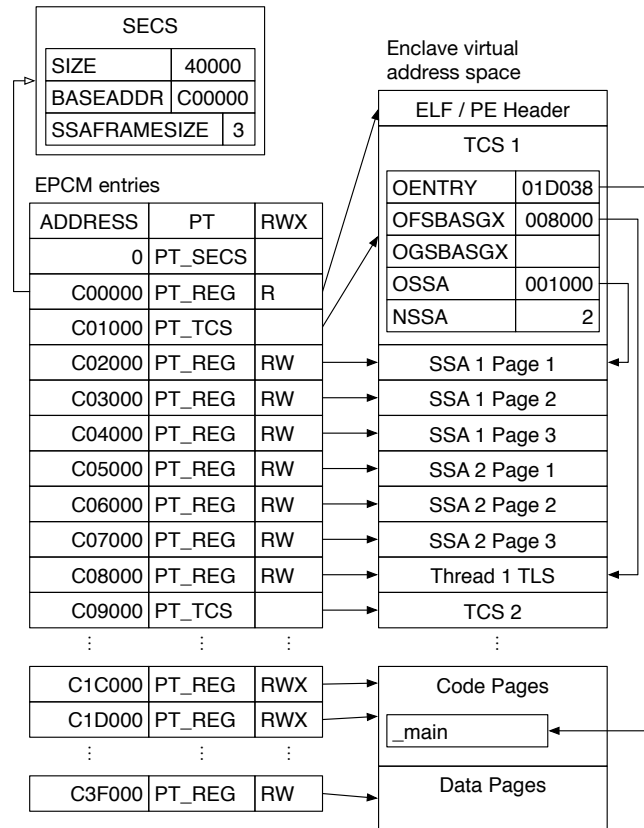 SECS
SIZE 40000
BASEADDR C00000
SSAFRAMESIZE 3
EPCM entries
ADDRESS PT RWX
0 PT_SECS
C00000 PT_REG R
C01000 PT_TCS
C02000 PT_REG RW
C03000 PT_REG RW
C04000 PT_REG RW
C05000 PT_REG RW
C06000 PT_REG RW
C07000 PT_REG RW
C08000 PT_REG RW
C09000 PT_TCS
⋮ ⋮ ⋮
C1C000 PT_REG RWX
C1D000 PT_REG RWX
⋮ ⋮ ⋮
C3F000 PT_REG RW
Enclave virtual
address space
ELF / PE Header
TCS 1
OENTRY 01D038
OFSBASGX 008000
OGSBASGX
OSSA 001000
NSSA 2
SSA 1 Page 1
SSA 1 Page 2
SSA 1 Page 3
SSA 2 Page 1
SSA 2 Page 2
SSA 2 Page 3
Thread 1 TLS
TCS 2
⋮
Code Pages
_main
Data Pages